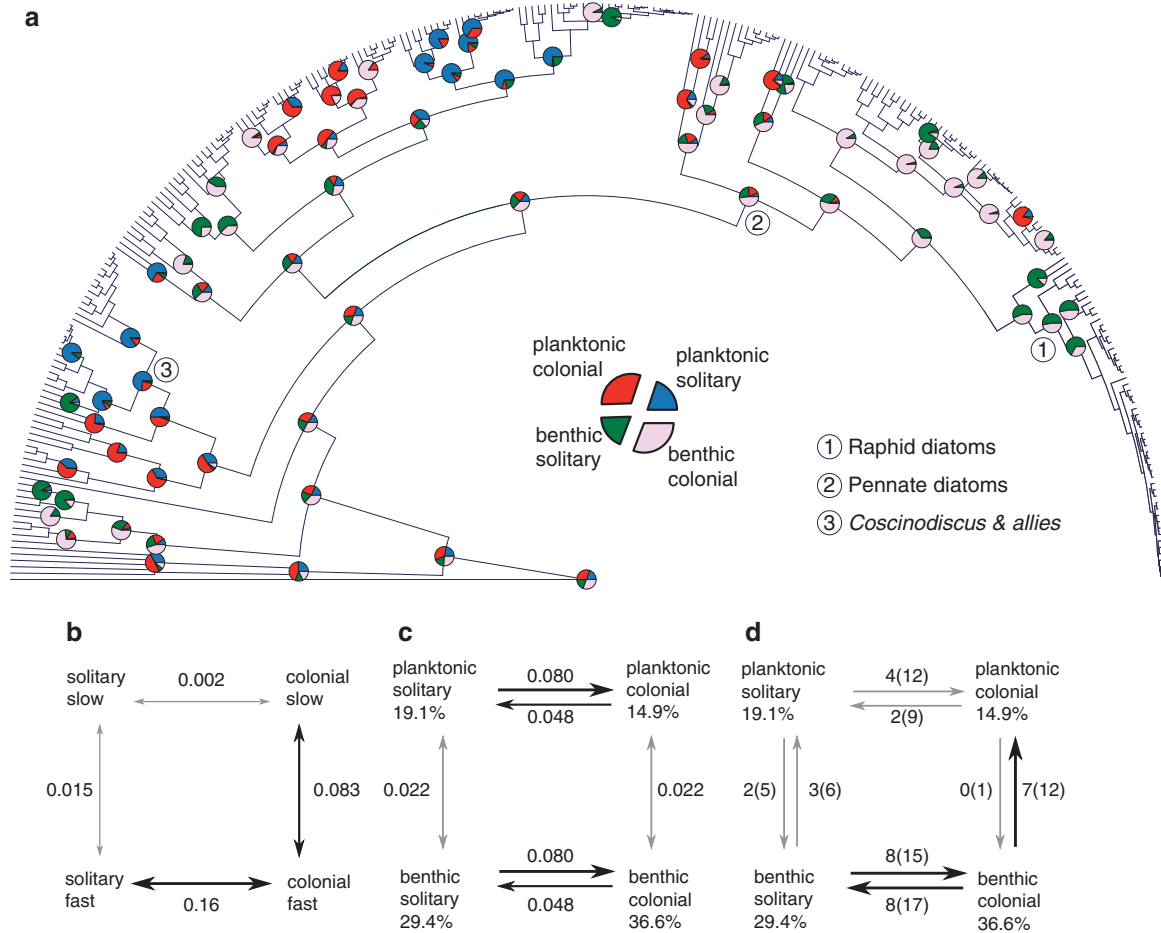 a
planktonic
colonial
planktonic
solitary
benthic
solitary
benthic
colonial
1
2
3
1 Raphid diatoms
2 Pennate diatoms
3 Coscinodiscus & allies
b
solitary
slow
0.002
colonial
slow
0.015
0.083
solitary
fast
0.16
colonial
fast
c
planktonic
solitary
19.1%
0.080
0.048
planktonic
colonial
14.9%
0.022
0.022
benthic
solitary
29.4%
0.080
0.048
benthic
colonial
36.6%
d
planktonic
solitary
19.1%
4(12)
2(9)
planktonic
colonial
14.9%
2(5)
3(6)
0(1)
7(12)
benthic
solitary
29.4%
8(15)
8(17)
benthic
colonial
36.6%